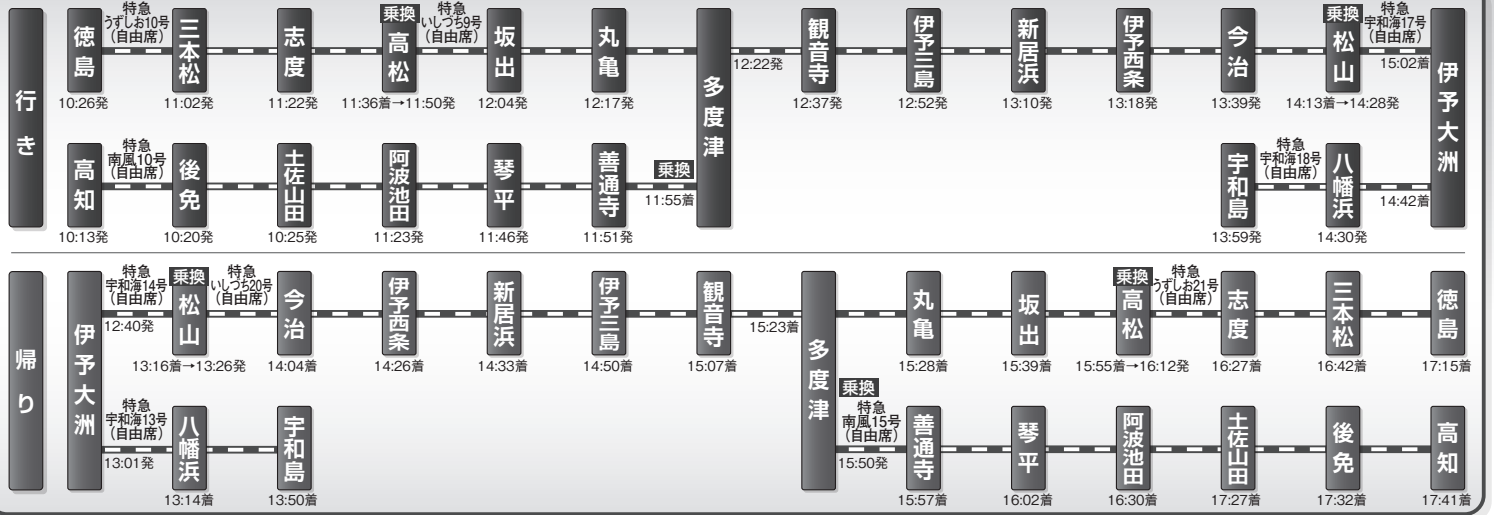 行き
徳島
特急
うずしお10号
(自由席)
三本松
志度
乗換
高松
特急
いしづち9号
(自由席)
坂出
丸亀
多度津
12:22発
観音寺
伊予三島
新居浜
伊予西条
今治
乗換
松山
特急
宇和海17号
(自由席)
15:02着
伊予大洲
10:26発
11:02発
11:22発
11:36着→11:50発
12:04発
12:17発
12:37発
12:52発
13:10発
13:18発
13:39発
14:13着→14:28発
高知
特急
南風10号
(自由席)
後免
土佐山田
阿波池田
琴平
善通寺
乗換
11:55着
宇和島
特急
宇和海18号
(自由席)
八幡浜
14:42着
10:13発
10:20発
10:25発
11:23発
11:46発
11:51発
13:59発
14:30発
帰り
伊予大洲
特急
宇和海14号
(自由席)
12:40発
乗換
松山
特急
いしづち20号
(自由席)
今治
伊予西条
新居浜
伊予三島
観音寺
15:23着
多度津
丸亀
坂出
乗換
高松
特急
うずしお21号
(自由席)
志度
三本松
徳島
13:16着→13:26発
14:04着
14:26着
14:33着
14:50着
15:07着
15:28着
15:39着
15:55着→16:12発
16:27着
16:42着
17:15着
特急
宇和海13号
(自由席)
13:01発
八幡浜
宇和島
乗換
特急
南風15号
(自由席)
15:50発
善通寺
琴平
阿波池田
土佐山田
後免
高知
13:14着
13:50着
15:57着
16:02着
16:30着
17:27着
17:32着
17:41着